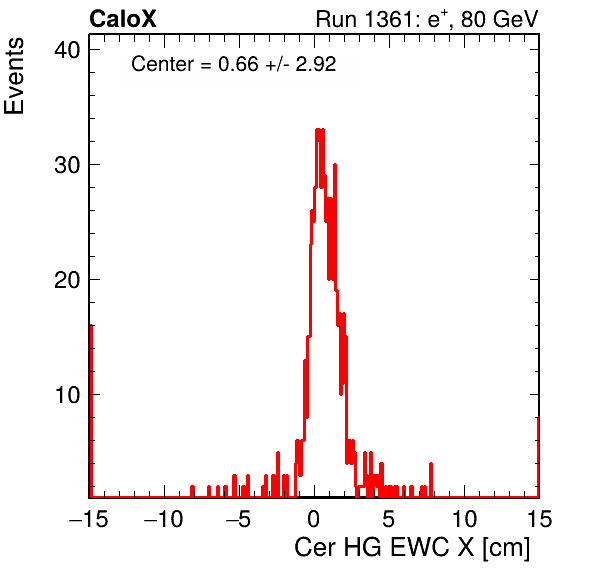 CaloX Run 1361: e⁺, 80 GeV
Center = 0.66 +/- 2.92
Events
40
30
20
10
−15 −10 −5 0 5 10 15
Cer HG EWC X [cm]